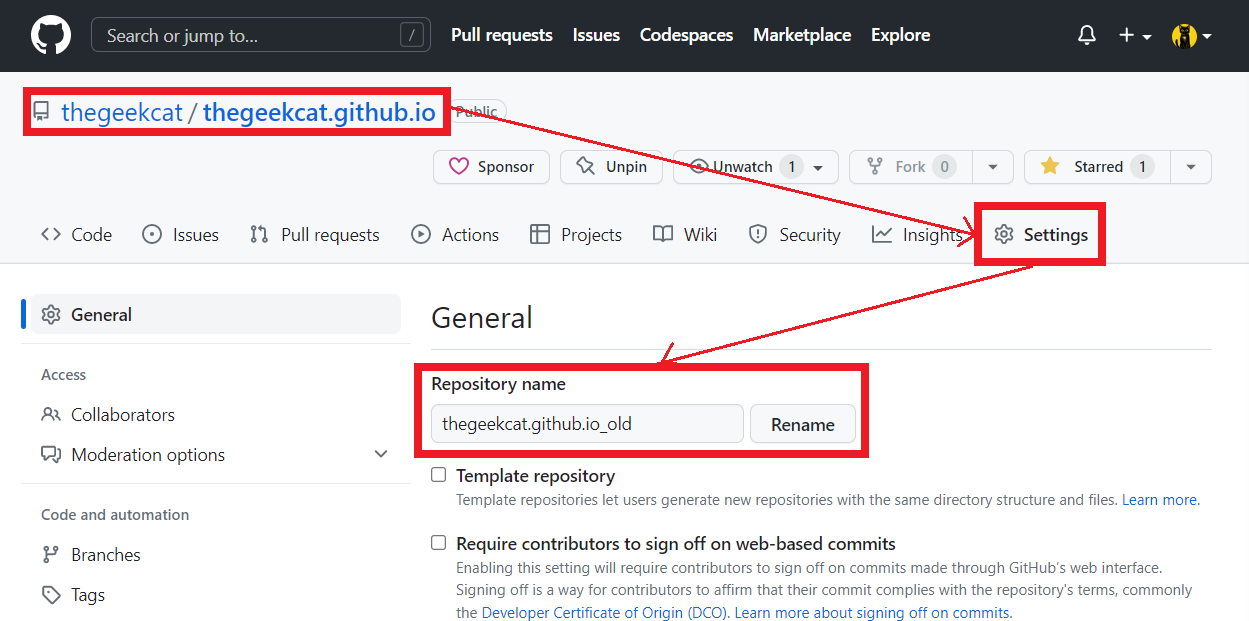 Search or jump to... / Pull requests Issues Codespaces Marketplace Explore
thegeekcat / thegeekcat.github.io Public
Sponsor Unpin Unwatch 1 Fork 0 Starred 1
Code Issues Pull requests Actions Projects Wiki Security Insights Settings
General
General
Repository name
Access
thegeekcat.github.io_old Rename
Collaborators
Moderation options
Template repository
Template repositories let users generate new repositories with the same directory structure and files. Learn more.
Code and automation
Require contributors to sign off on web-based commits
Branches
Enabling this setting will require contributors to sign off on commits made through GitHub's web interface.
Signing off is a way for contributors to affirm that their commit complies with the repository's terms, commonly
Tags
the Developer Certificate of Origin (DCO). Learn more about signing off on commits.